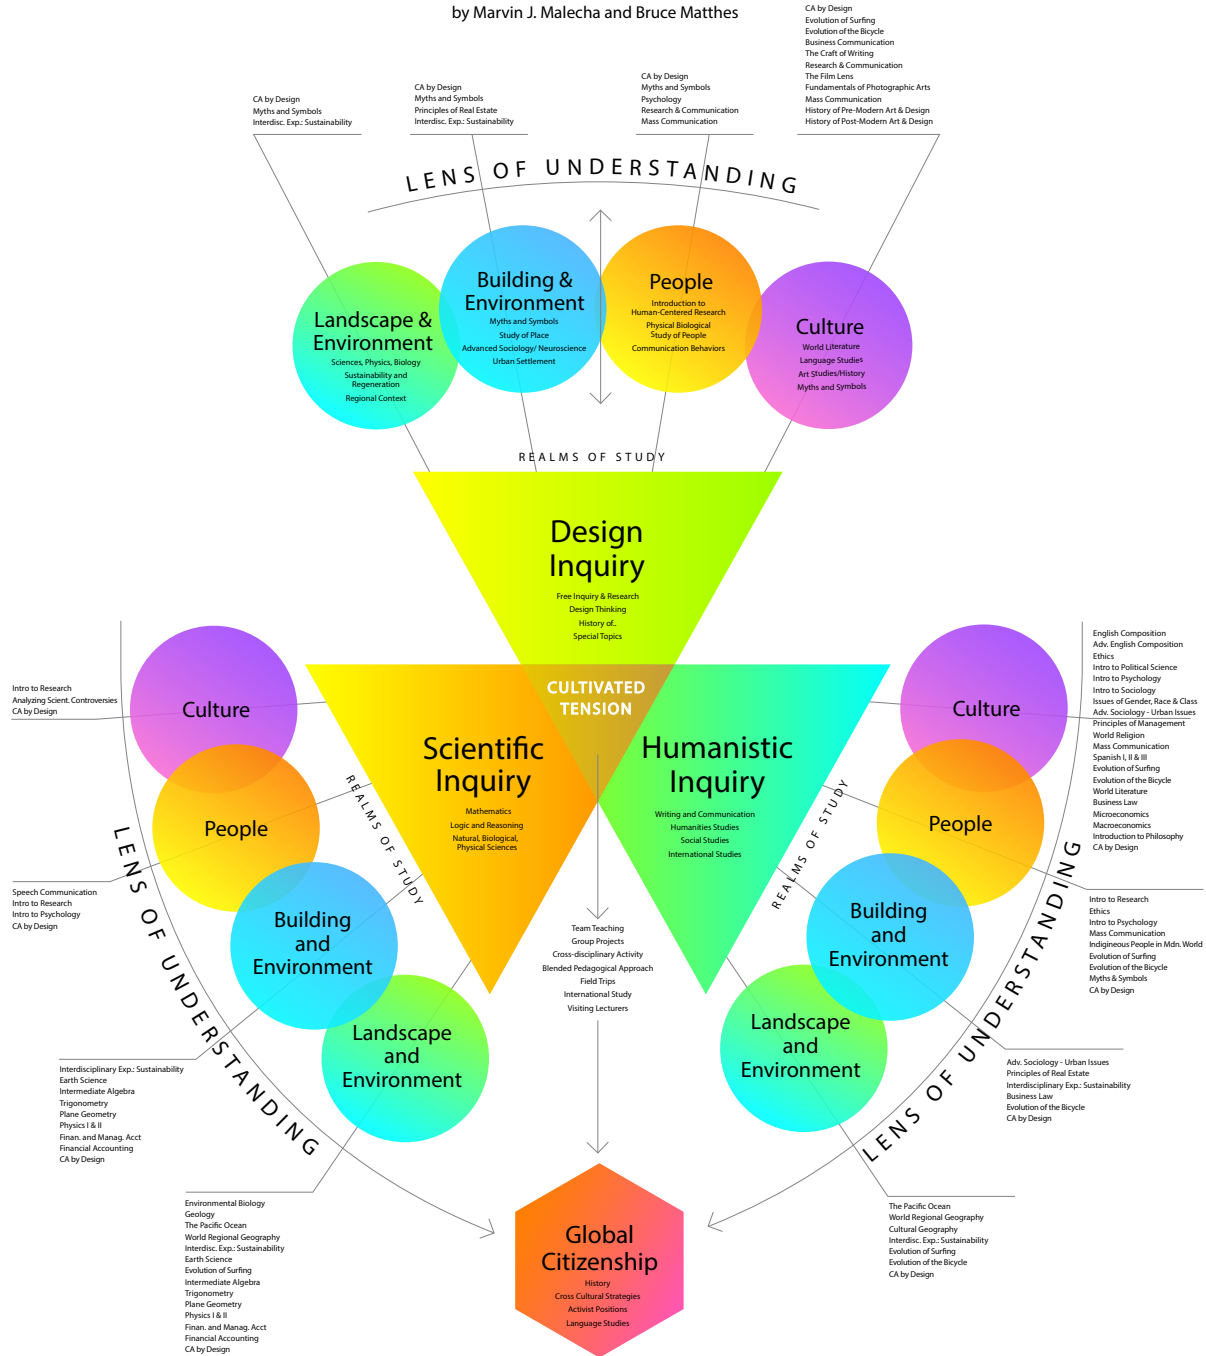 by Marvin J. Malecha and Bruce Matthes
CA by Design
Myths and Symbols
Interdisc. Exp.: Sustainability
CA by Design
Myths and Symbols
Principles of Real Estate
Interdisc. Exp.: Sustainability
CA by Design
Myths and Symbols
Psychology
Research & Communication
Mass Communication
CA by Design
Evolution of Surfing
Evolution of the Bicycle
Business Communication
The Craft of Writing
Research & Communication
The Film Lens
Fundamentals of Photographic Arts
Mass Communication
History of Pre-Modern Art & Design
History of Post-Modern Art & Design
LENS OF UNDERSTANDING
Landscape &
Environment
Sciences, Physics, Biology
Sustainability and
Regeneration
Regional Context
Building &
Environment
Myths and Symbols
Study of Place
Advanced Sociology/ Neuroscience
Urban Settlement
People
Introduction to
Human-Centered Research
Physical Biological
Study of People
Communication Behaviors
Culture
World Literature
Language Studies
Art Studies/History
Myths and Symbols
REALMS OF STUDY
Design
Inquiry
Free Inquiry & Research
Design Thinking
History of..
Special Topics
CULTIVATED
TENSION
Scientific
Inquiry
Mathematics
Logic and Reasoning
Natural, Biological,
Physical Sciences
Humanistic
Inquiry
Writing and Communication
Humanities Studies
Social Studies
International Studies
REALMS OF STUDY
REALMS OF STUDY
Culture
People
Building
and
Environment
Landscape
and
Environment
LENS OF UNDERSTANDING
Intro to Research
Analyzing Scient. Controversies
CA by Design
Speech Communication
Intro to Research
Intro to Psychology
CA by Design
Interdisciplinary Exp.: Sustainability
Earth Science
Intermediate Algebra
Trigonometry
Plane Geometry
Physics I & II
Finan. and Manag. Acct
Financial Accounting
CA by Design
Environmental Biology
Geology
The Pacific Ocean
World Regional Geography
Interdisc. Exp.: Sustainability
Earth Science
Evolution of Surfing
Intermediate Algebra
Trigonometry
Plane Geometry
Physics I & II
Finan. and Manag. Acct
Financial Accounting
CA by Design
Team Teaching
Group Projects
Cross-disciplinary Activity
Blended Pedagogical Approach
Field Trips
International Study
Visiting Lecturers
Culture
People
Building
and
Environment
Landscape
and
Environment
LENS OF UNDERSTANDING
English Composition
Adv. English Composition
Ethics
Intro to Political Science
Intro to Psychology
Intro to Sociology
Issues of Gender, Race & Class
Adv. Sociology - Urban Issues
Principles of Management
World Religion
Mass Communication
Spanish I, II & III
Evolution of Surfing
Evolution of the Bicycle
World Literature
Business Law
Microeconomics
Macroeconomics
Introduction to Philosophy
CA by Design
Intro to Research
Ethics
Intro to Psychology
Mass Communication
Indigineous People in Mdn. World
Evolution of Surfing
Evolution of the Bicycle
Myths & Symbols
CA by Design
Adv. Sociology - Urban Issues
Principles of Real Estate
Interdisciplinary Exp.: Sustainability
Business Law
Evolution of the Bicycle
CA by Design
The Pacific Ocean
World Regional Geography
Cultural Geography
Interdisc. Exp.: Sustainability
Evolution of Surfing
Evolution of the Bicycle
CA by Design
Global
Citizenship
History
Cross Cultural Strategies
Activist Positions
Language Studies